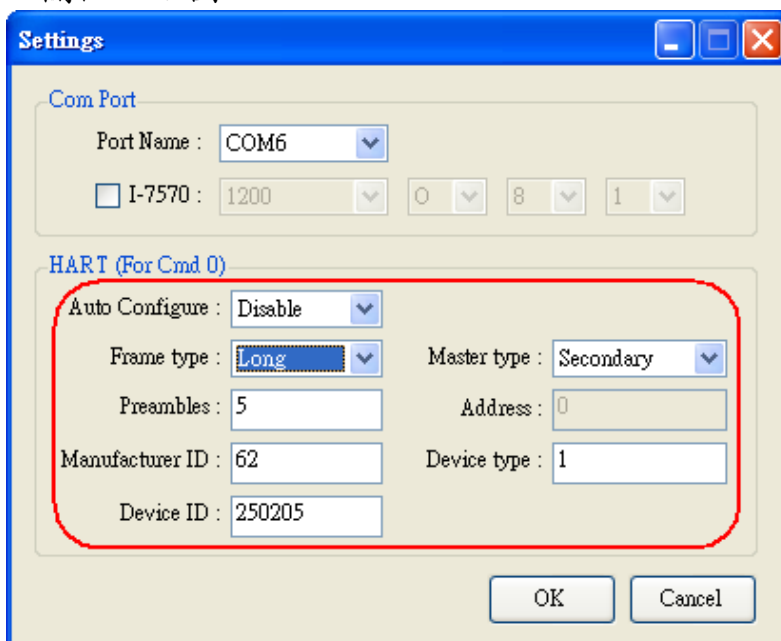 Settings
Com Port
Port Name : COM6
I-7570 : 1200 O 8 1
HART (For Cmd 0)
Auto Configure : Disable
Frame type : Long Master type : Secondary
Preambles : 5 Address : 0
Manufacturer ID : 62 Device type : 1
Device ID : 250205
OK Cancel